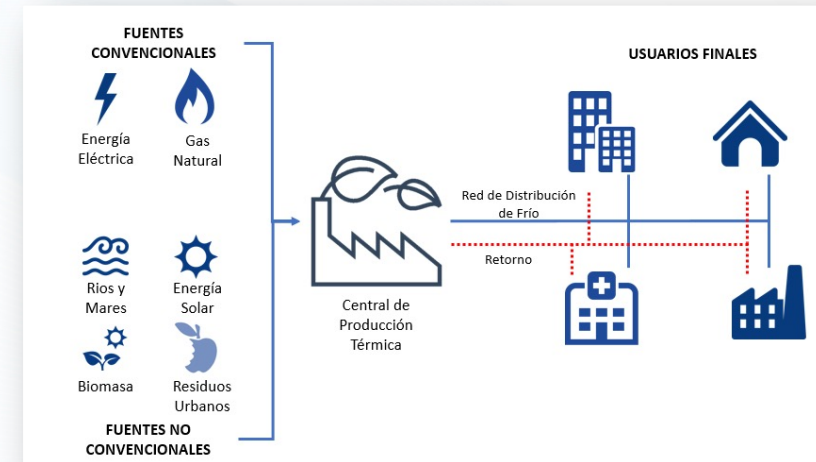 FUENTES
CONVENCIONALES
Energía
Eléctrica
Gas
Natural
Rios y
Mares
Energía
Solar
Biomasa
Residuos
Urbanos
FUENTES NO
CONVENCIONALES
Central de
Producción
Térmica
Red de Distribución
de Frío
Retorno
USUARIOS FINALES